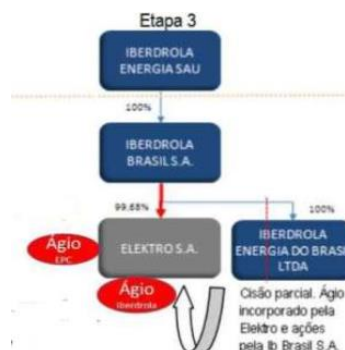 Etapa 3
IBERDROLA
ENERGIA SAU
100%
IBERDROLA
BRASIL S.A.
99,68%
100%
Ágio
EPC
ELEKTRO S.A.
IBERDROLA
ENERGIA DO BRASI
LTDA
Ágio
Iberdrola
Cisão parcial. Ágio
incorporado pela
Elektro e ações
pela Ib Brasil S.A.